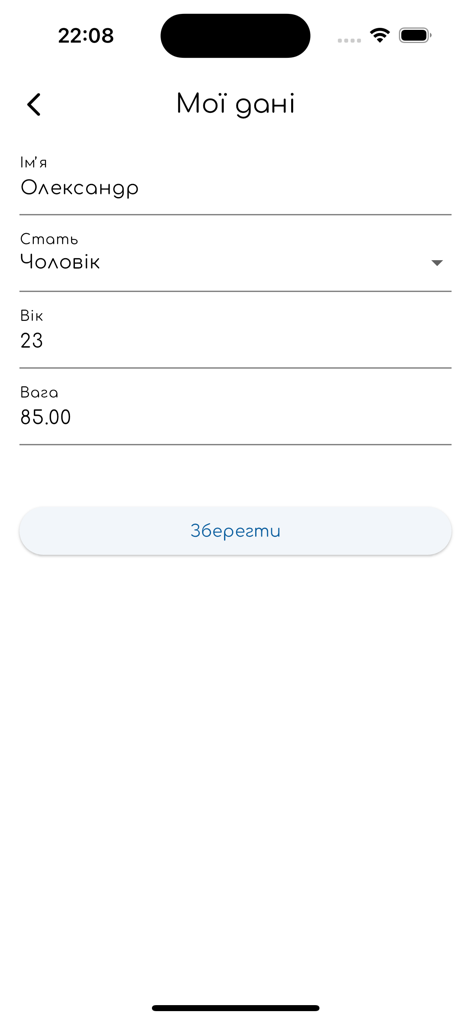 22:08
Мої дані
Ім'я
Олександр
Стать
Чоловік
Вік
23
Вага
85.00
Зберегти